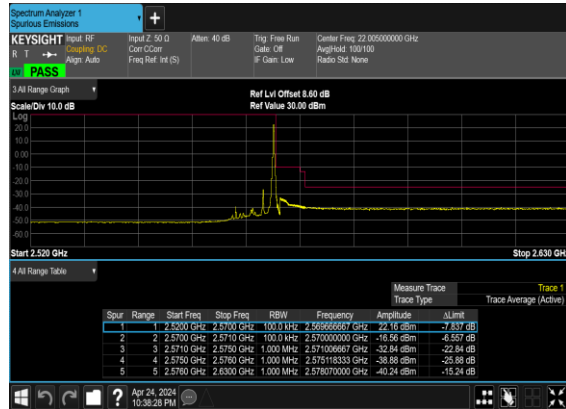 Spectrum Analyzer 1
Spurious Emissions
+
KEYSIGHT Input: RF Input Z: 50 Ω Atten: 40 dB Trig: Free Run Center Freq: 22.005000000 GHz
R T Coupling: DC Corr CCorr Gate: Off Avg|Hold: 100/100
Align: Auto Freq Ref: Int (S) IF Gain: Low Radio Std: None
PASS
3 All Range Graph
Ref Lvl Offset 8.60 dB
Scale/Div 10.0 dB Ref Value 30.00 dBm
Log
20.0
10.0
0.00
-10.0
-20.0
-30.0
-40.0
-50.0
-60.0
Start 2.520 GHz Stop 2.630 GHz
4 All Range Table
Measure Trace Trace 1
Trace Type Trace Average (Active)
Spur Range Start Freq Stop Freq RBW Frequency Amplitude ΔLimit
1 1 2.5200 GHz 2.5700 GHz 100.0 kHz 2.569666667 GHz 22.16 dBm -7.837 dB
2 2 2.5700 GHz 2.5710 GHz 100.0 kHz 2.570000000 GHz -16.56 dBm -6.557 dB
3 3 2.5710 GHz 2.5750 GHz 1.000 MHz 2.571006667 GHz -32.84 dBm -22.84 dB
4 4 2.5750 GHz 2.5760 GHz 1.000 MHz 2.575118333 GHz -38.88 dBm -25.88 dB
5 5 2.5760 GHz 2.6300 GHz 1.000 MHz 2.578070000 GHz -40.24 dBm -15.24 dB
? Apr 24, 2024
10:38:28 PM